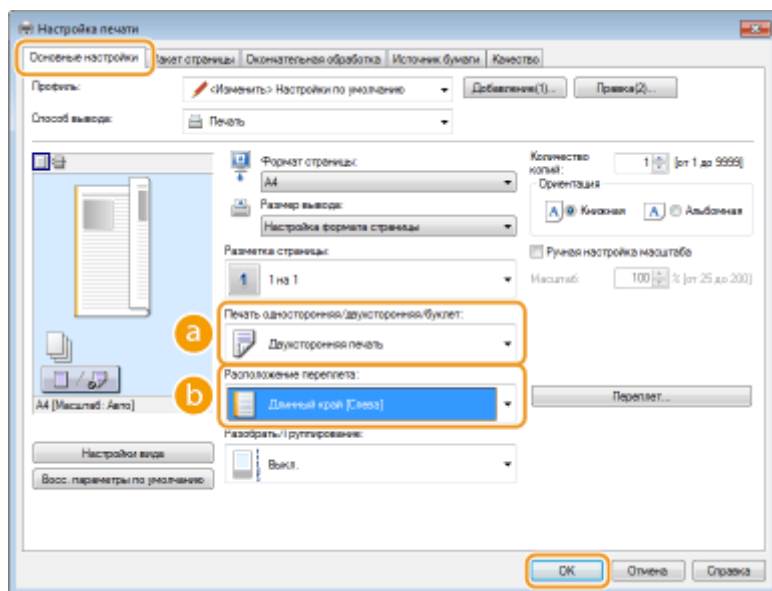 Настройка печати
Основные настройки Макет страницы Окончательная обработка Источник бумаги Качество
Профиль: <Изменить> Настройки по умолчанию Добавление(1)... Правка(2)...
Способ вывода: Печать
Формат страницы:
A4
Размер вывода:
Настройка формата страницы
Разметка страницы:
1 1 на 1
Количество копий: 1 [от 1 до 9999]
Ориентация
A Книжная A Альбомная
Ручная настройка масштаба
Масштаб: 100 % [от 25 до 200]
a
Печать односторонняя/двухсторонняя/буклет:
Двухсторонняя печать
b
Расположение переплета:
Длинный край [Слева]
Переплет...
A4 [Масштаб: Авто]
Разобрать/Группирование:
Выкл.
Настройки вида
Восс. параметры по умолчанию
OK Отмена Справка